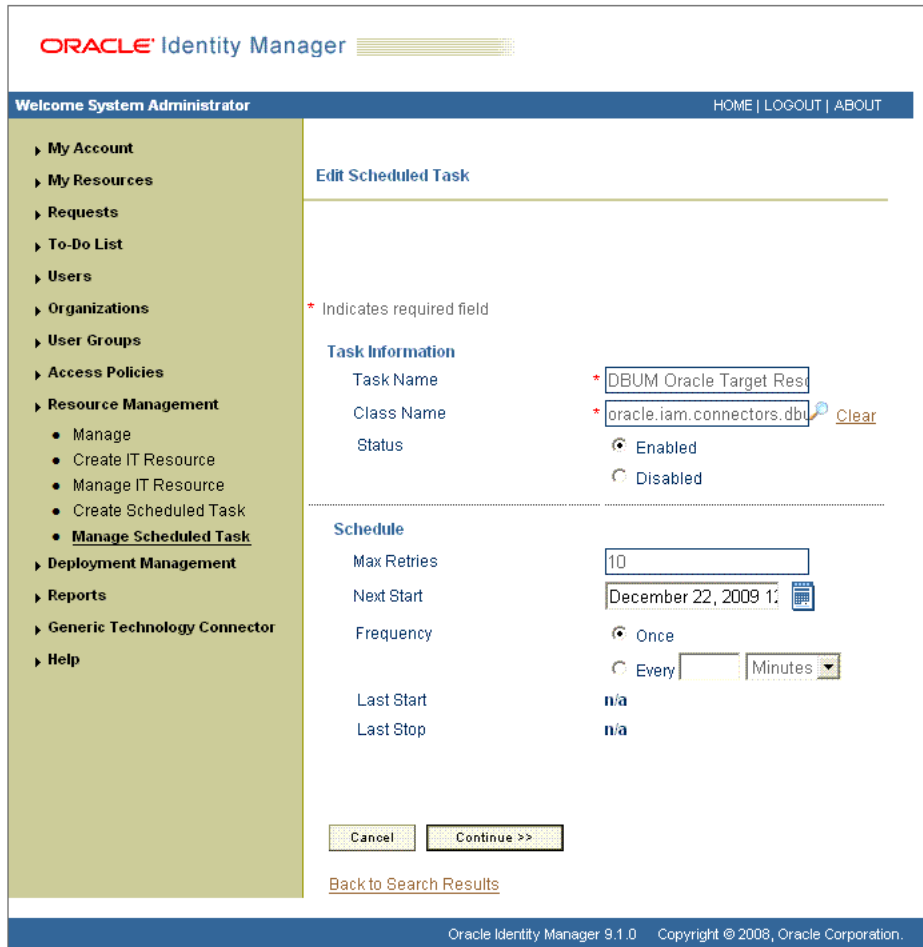 ORACLE Identity Manager
Welcome System Administrator HOME | LOGOUT | ABOUT
My Account
My Resources
Requests
To-Do List
Users
Organizations
User Groups
Access Policies
Resource Management
Manage
Create IT Resource
Manage IT Resource
Create Scheduled Task
Manage Scheduled Task
Deployment Management
Reports
Generic Technology Connector
Help
Edit Scheduled Task
* Indicates required field
Task Information
Task Name * DBUM Oracle Target
Class Name * oracle.iam.connectors. Clear
Status Enabled
Disabled
Schedule
Max Retries 10
Next Start December 22, 2009
Frequency Once
Every Minutes
Last Start n/a
Last Stop n/a
Cancel Continue >>
Back to Search Results
Oracle Identity Manager 9.1.0 Copyright © 2008, Oracle Corporation.